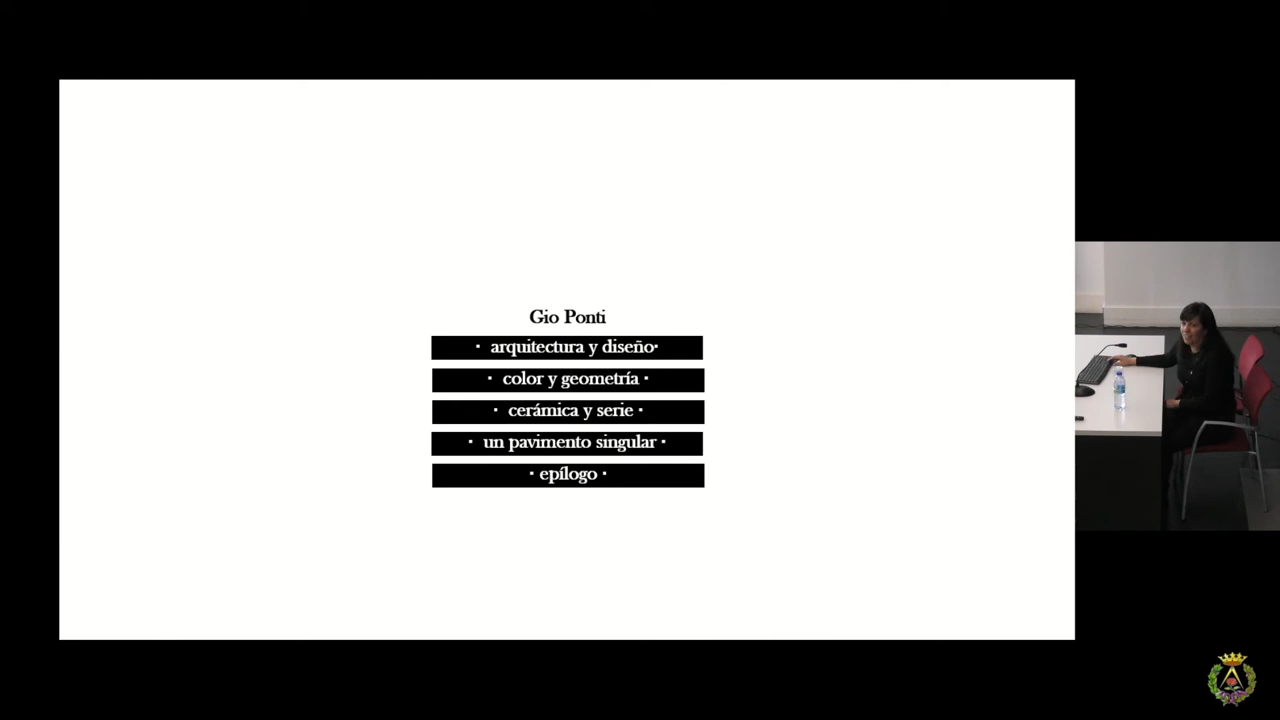 Gio Ponti
· arquitectura y diseño·
· color y geometría ·
· cerámica y serie ·
· un pavimento singular ·
· epílogo ·